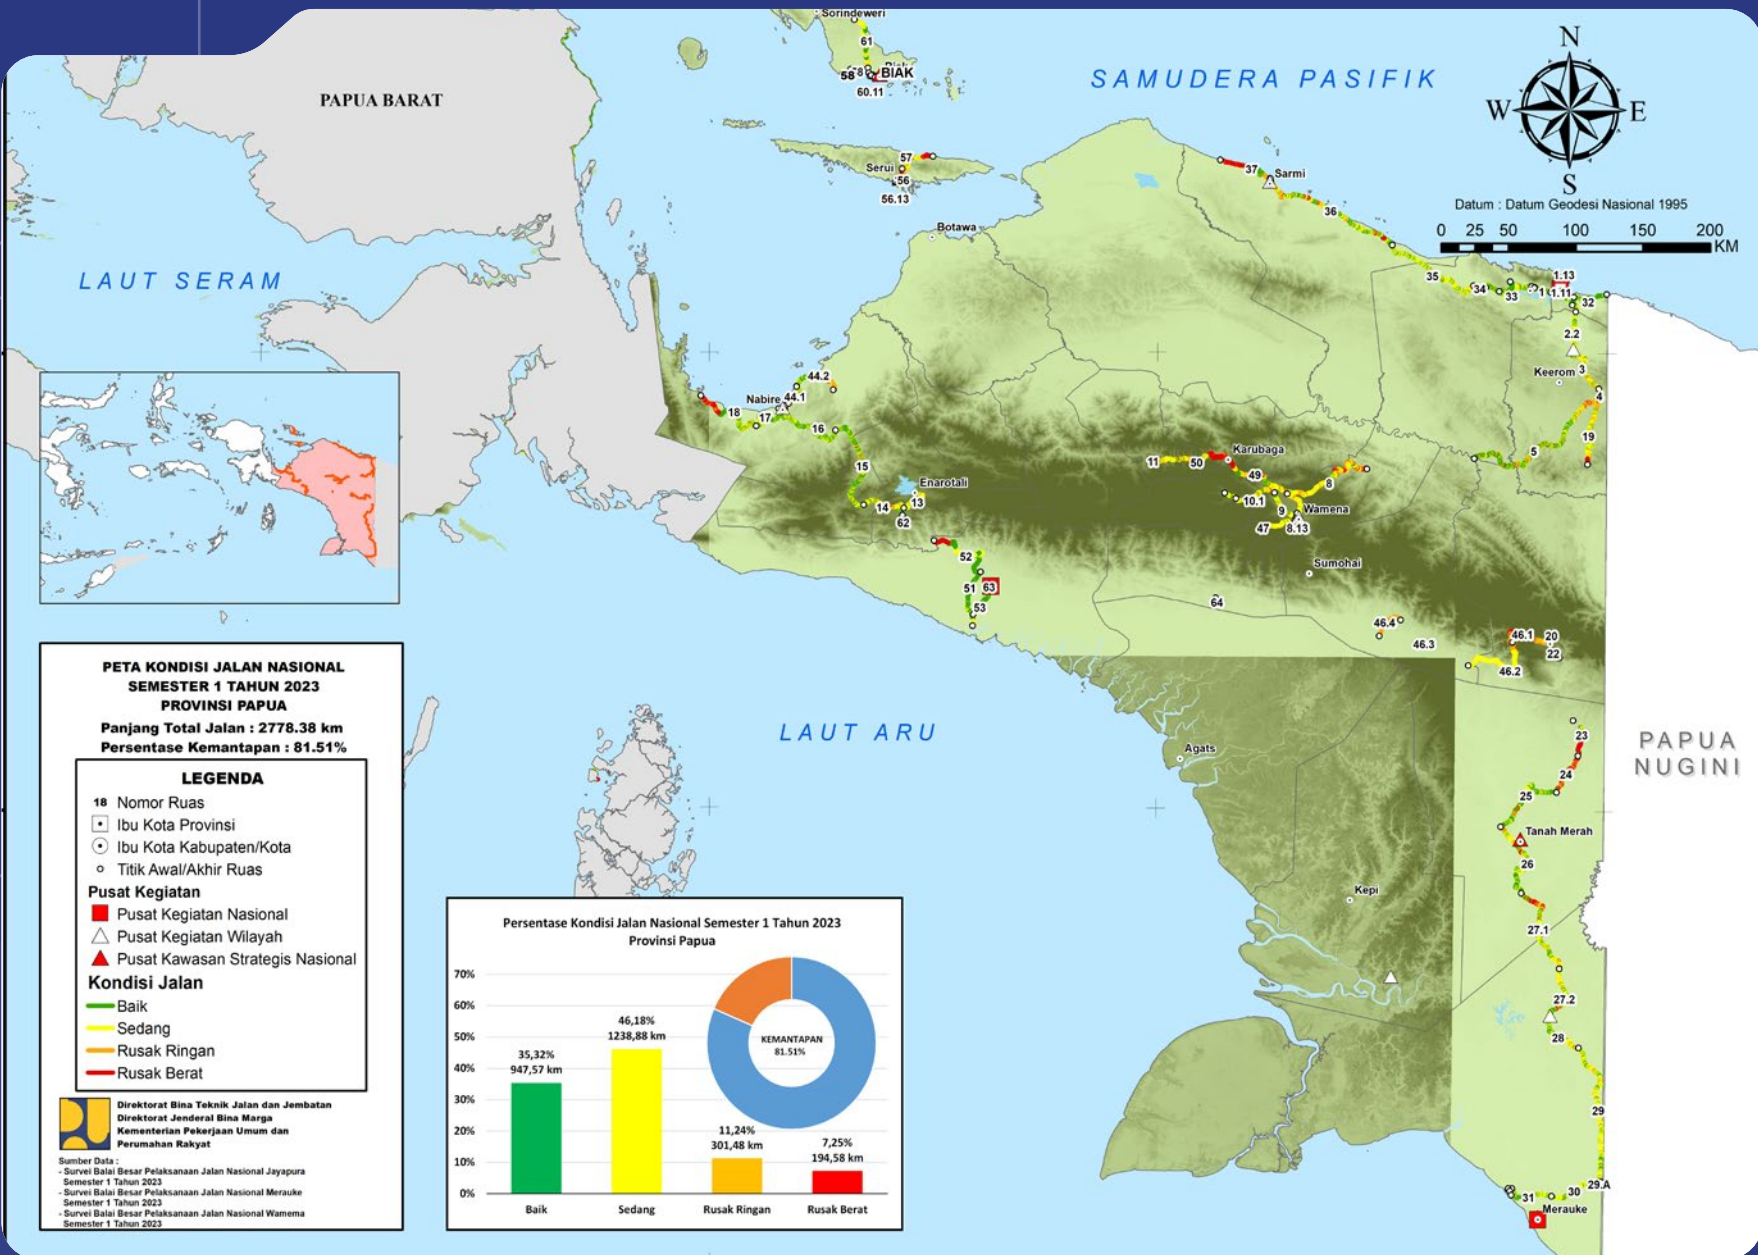 Sorindeweri
61
58
BIAK
60.11
SAMUDERA PASIFIK
PAPUA BARAT
N
W
E
S
Datum : Datum Geodesi Nasional 1995
0 25 50 100 150 200
KM
57
Serui
56
56.13
37
Sarmi
36
Botawa
LAUT SERAM
35
34
33
1
1.11
1.13
32
2.2
Keerom
3
4
19
5
44.2
Nabire
44.1
18
17
16
15
Enarotali
14
13
62
11
50
Karubaga
49
8
10.1
9
Wamena
47
8.13
Sumohai
52
51
63
53
64
46.4
46.3
46.1
20
22
46.2
PETA KONDISI JALAN NASIONAL
SEMESTER 1 TAHUN 2023
PROVINSI PAPUA
Panjang Total Jalan : 2778.38 km
Persentase Kemantapan : 81.51%
LEGENDA
18 Nomor Ruas
Ibu Kota Provinsi
Ibu Kota Kabupaten/Kota
Titik Awal/Akhir Ruas
Pusat Kegiatan
Pusat Kegiatan Nasional
Pusat Kegiatan Wilayah
Pusat Kawasan Strategis Nasional
Kondisi Jalan
Baik
Sedang
Rusak Ringan
Rusak Berat
Direktorat Bina Teknik Jalan dan Jembatan
Direktorat Jenderal Bina Marga
Kementerian Pekerjaan Umum dan
Perumahan Rakyat
Sumber Data :
- Survei Balai Besar Pelaksanaan Jalan Nasional Jayapura
Semester 1 Tahun 2023
- Survei Balai Besar Pelaksanaan Jalan Nasional Merauke
Semester 1 Tahun 2023
- Survei Balai Besar Pelaksanaan Jalan Nasional Wamema
Semester 1 Tahun 2023
LAUT ARU
Agats
Kepi
PAPUA
NUGINI
23
24
25
Tanah Merah
26
27.1
27.2
28
29
29.A
30
31
Merauke
Persentase Kondisi Jalan Nasional Semester 1 Tahun 2023
Provinsi Papua
70%
60%
50%
40%
30%
20%
10%
0%
35,32%
947,57 km
46,18%
1238,88 km
11,24%
301,48 km
7,25%
194,58 km
KEMANTAPAN
81.51%
Baik
Sedang
Rusak Ringan
Rusak Berat